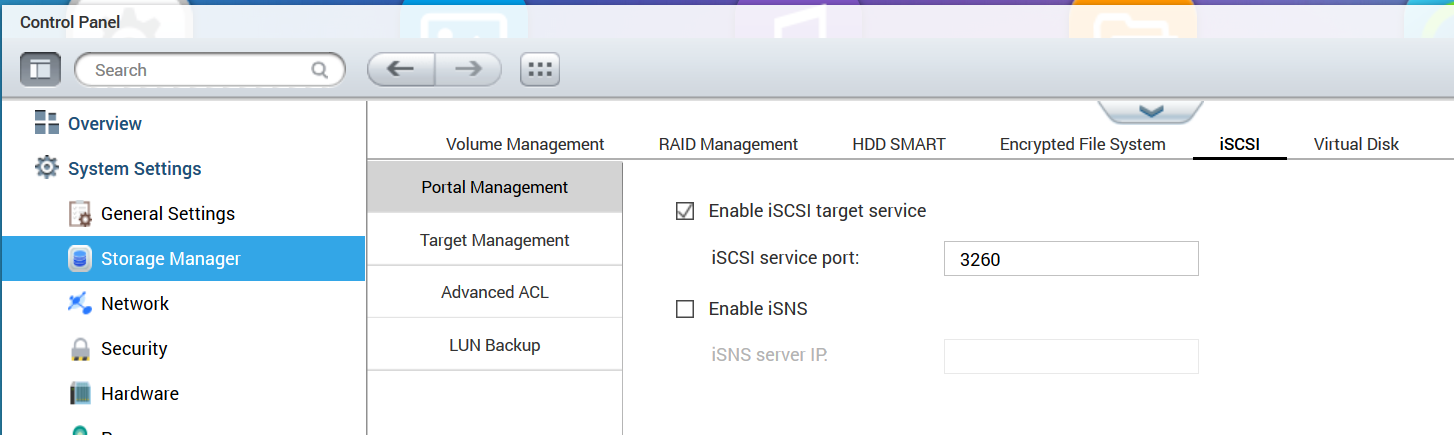 Control Panel
Search
Overview
System Settings
General Settings
Storage Manager
Network
Security
Hardware
Volume Management RAID Management HDD SMART Encrypted File System iSCSI Virtual Disk
Portal Management
Target Management
Advanced ACL
LUN Backup
Enable iSCSI target service
iSCSI service port: 3260
Enable iSNS
iSNS server IP: